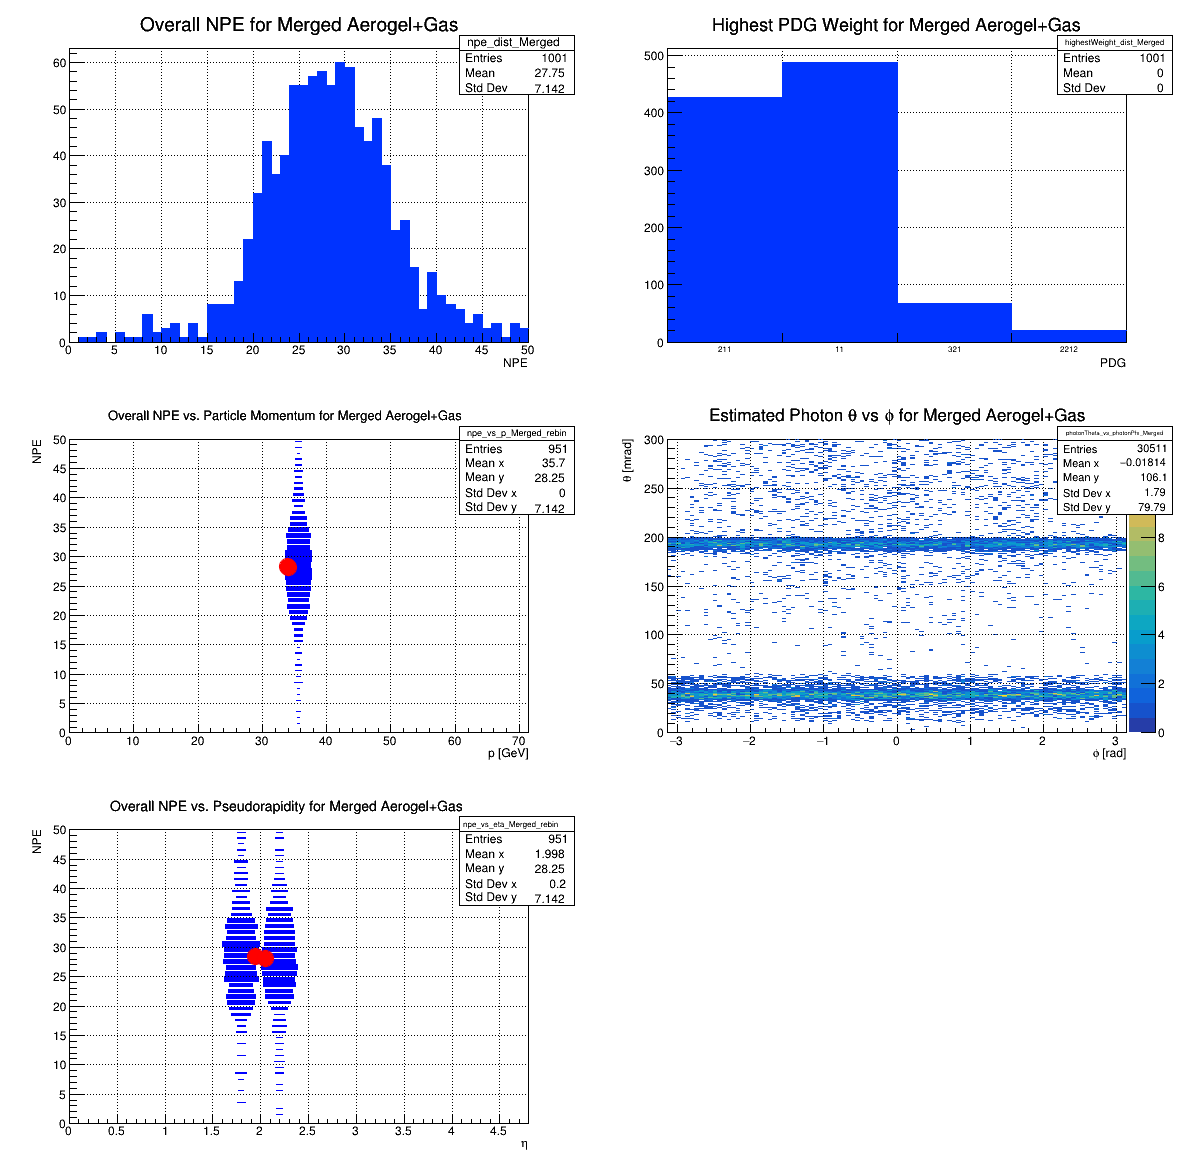 Overall NPE for Merged Aerogel+Gas
npe_dist_Merged
Entries 1001
Mean 27.75
Std Dev 7.142
60
50
40
30
20
10
0
0 5 10 15 20 25 30 35 40 45 50
NPE
Highest PDG Weight for Merged Aerogel+Gas
highestWeight_dist_Merged
Entries 1001
Mean 0
Std Dev 0
500
400
300
200
100
0
211 11 321 2212
PDG
Overall NPE vs. Particle Momentum for Merged Aerogel+Gas
npe_vs_p_Merged_rebin
Entries 951
Mean x 35.7
Mean y 28.25
Std Dev x 0
Std Dev y 7.142
NPE
50
45
40
35
30
25
20
15
10
5
0
0 10 20 30 40 50 60 70
p [GeV]
Estimated Photon θ vs ϕ for Merged Aerogel+Gas
photonTheta_vs_photonPhi_Merged
Entries 30511
Mean x −0.01814
Mean y 106.1
Std Dev x 1.79
Std Dev y 79.79
θ [mrad]
300
250
200
150
100
50
0
−3 −2 −1 0 1 2 3
ϕ [rad]
8
6
4
2
0
Overall NPE vs. Pseudorapidity for Merged Aerogel+Gas
npe_vs_eta_Merged_rebin
Entries 951
Mean x 1.998
Mean y 28.25
Std Dev x 0.2
Std Dev y 7.142
NPE
50
45
40
35
30
25
20
15
10
5
0
0 0.5 1 1.5 2 2.5 3 3.5 4 4.5
η